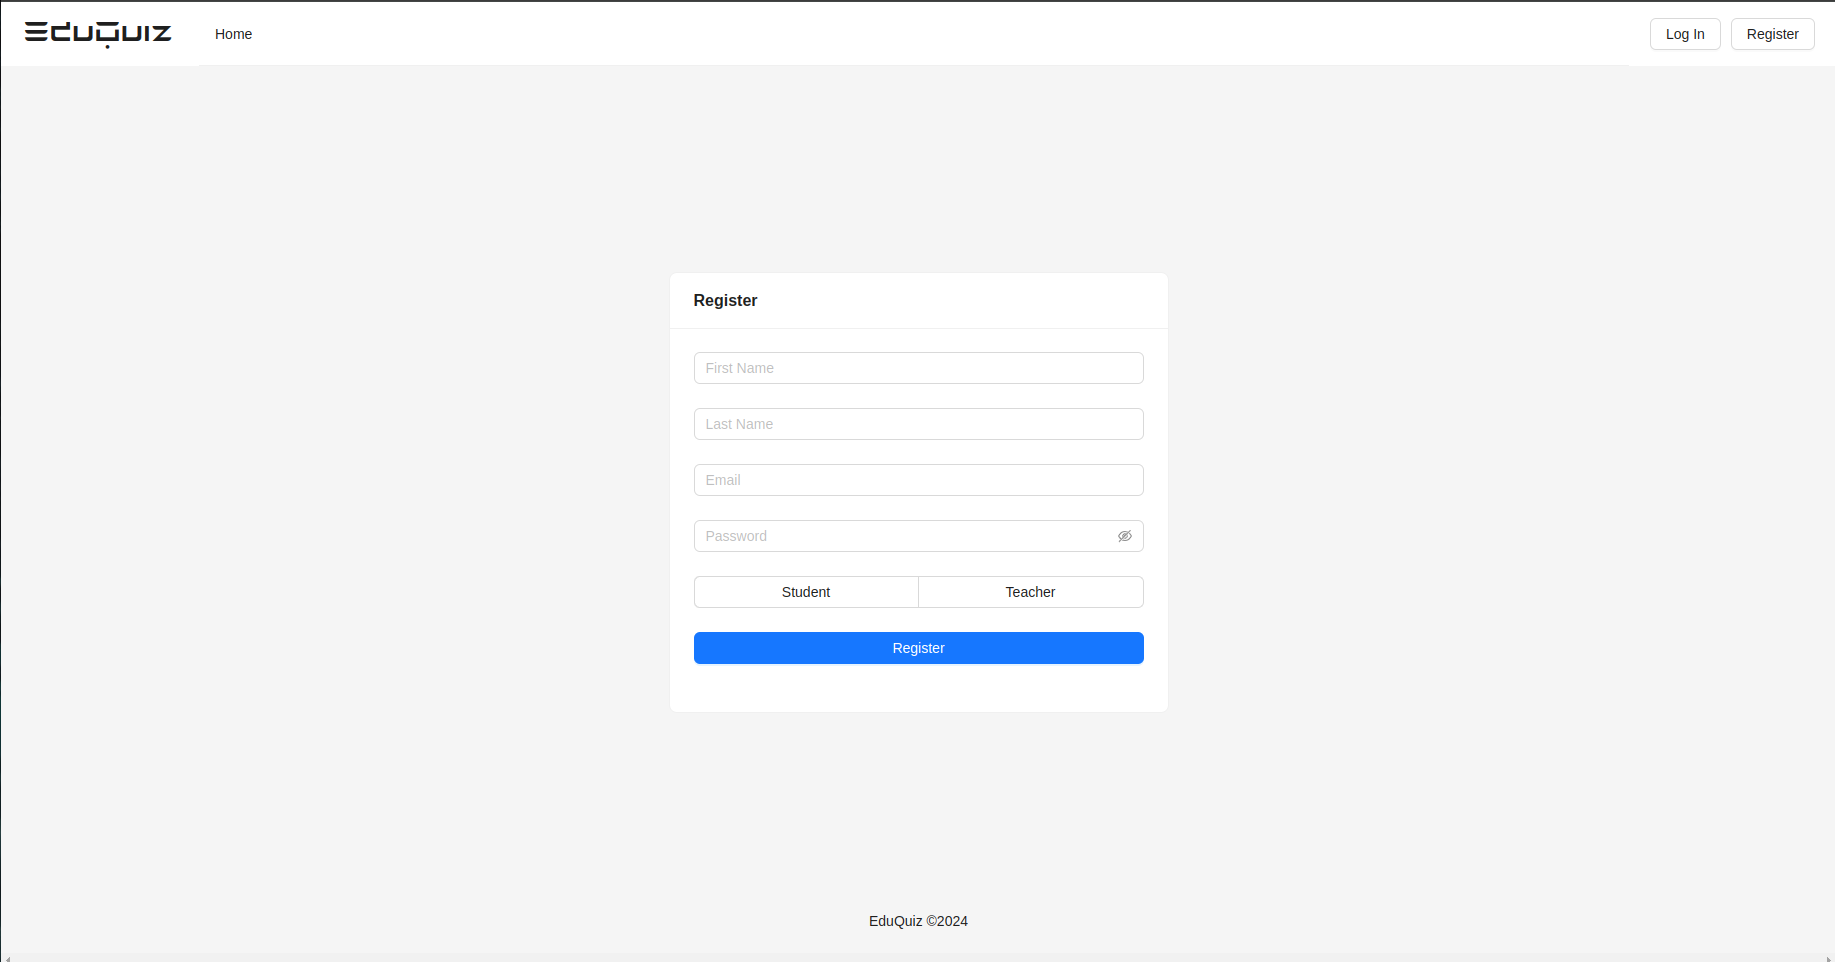 EduQuiz
Home
Log In
Register
Register
First Name
Last Name
Email
Password
Student
Teacher
Register
EduQuiz ©2024